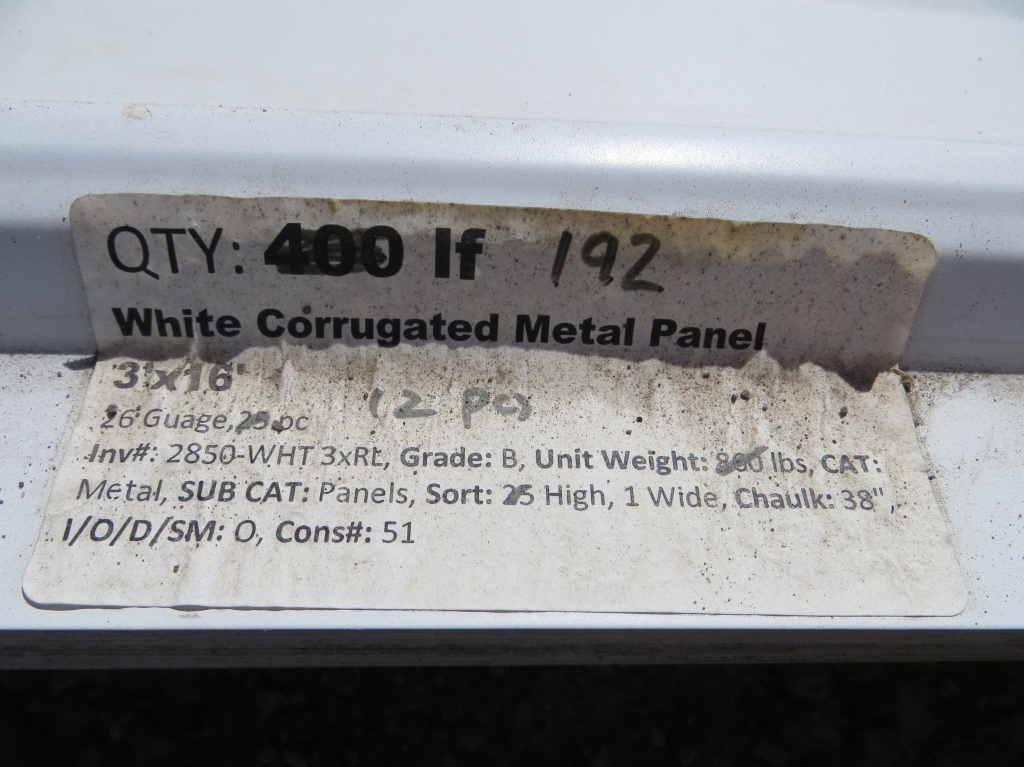 QTY: 400 lf 192
White Corrugated Metal Panel
3'x16'
12 pcs
26 Guage, 25 pc
Inv#: 2850-WHT 3xRL, Grade: B, Unit Weight: 800 lbs, CAT:
Metal, SUB CAT: Panels, Sort: 25 High, 1 Wide, Chaulk: 38",
I/O/D/SM: O, Cons#: 51